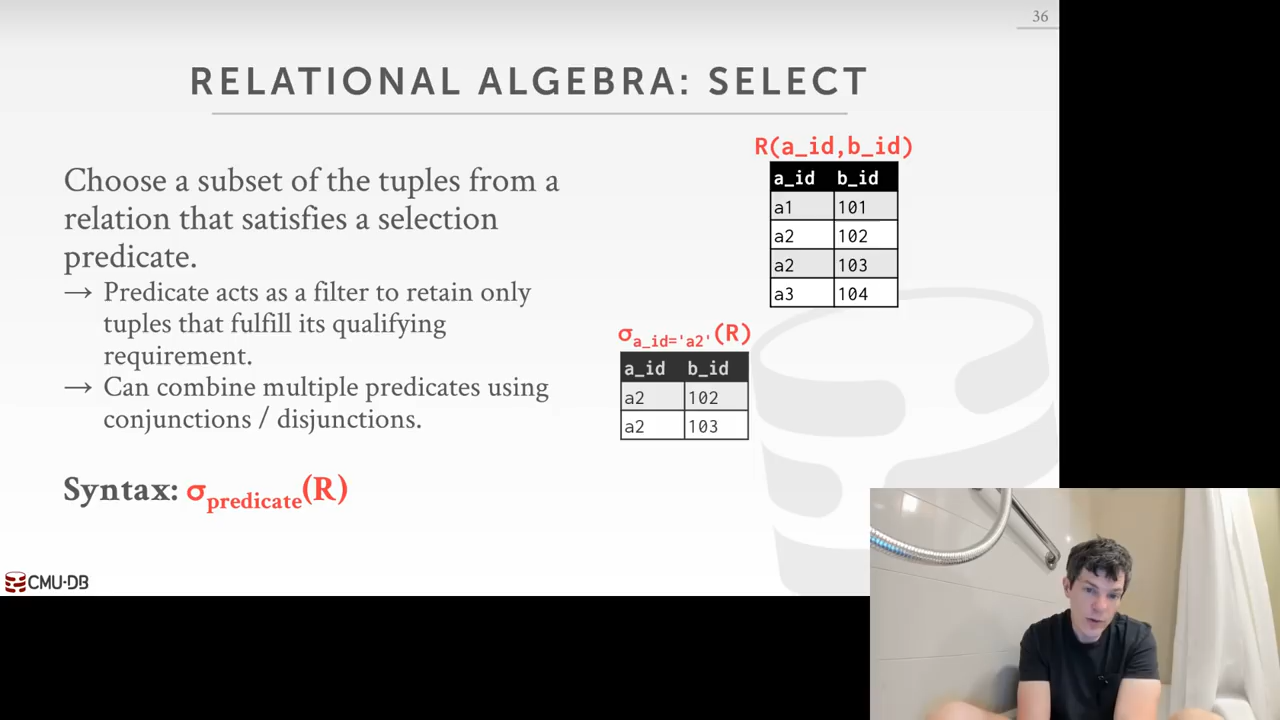 36
RELATIONAL ALGEBRA: SELECT
Choose a subset of the tuples from a
relation that satisfies a selection
predicate.
→ Predicate acts as a filter to retain only
tuples that fulfill its qualifying
requirement.
→ Can combine multiple predicates using
conjunctions / disjunctions.
Syntax: σpredicate(R)
R(a_id,b_id)
a_id b_id
a1 101
a2 102
a2 103
a3 104
σa_id='a2'(R)
a_id b_id
a2 102
a2 103
CMU·DB